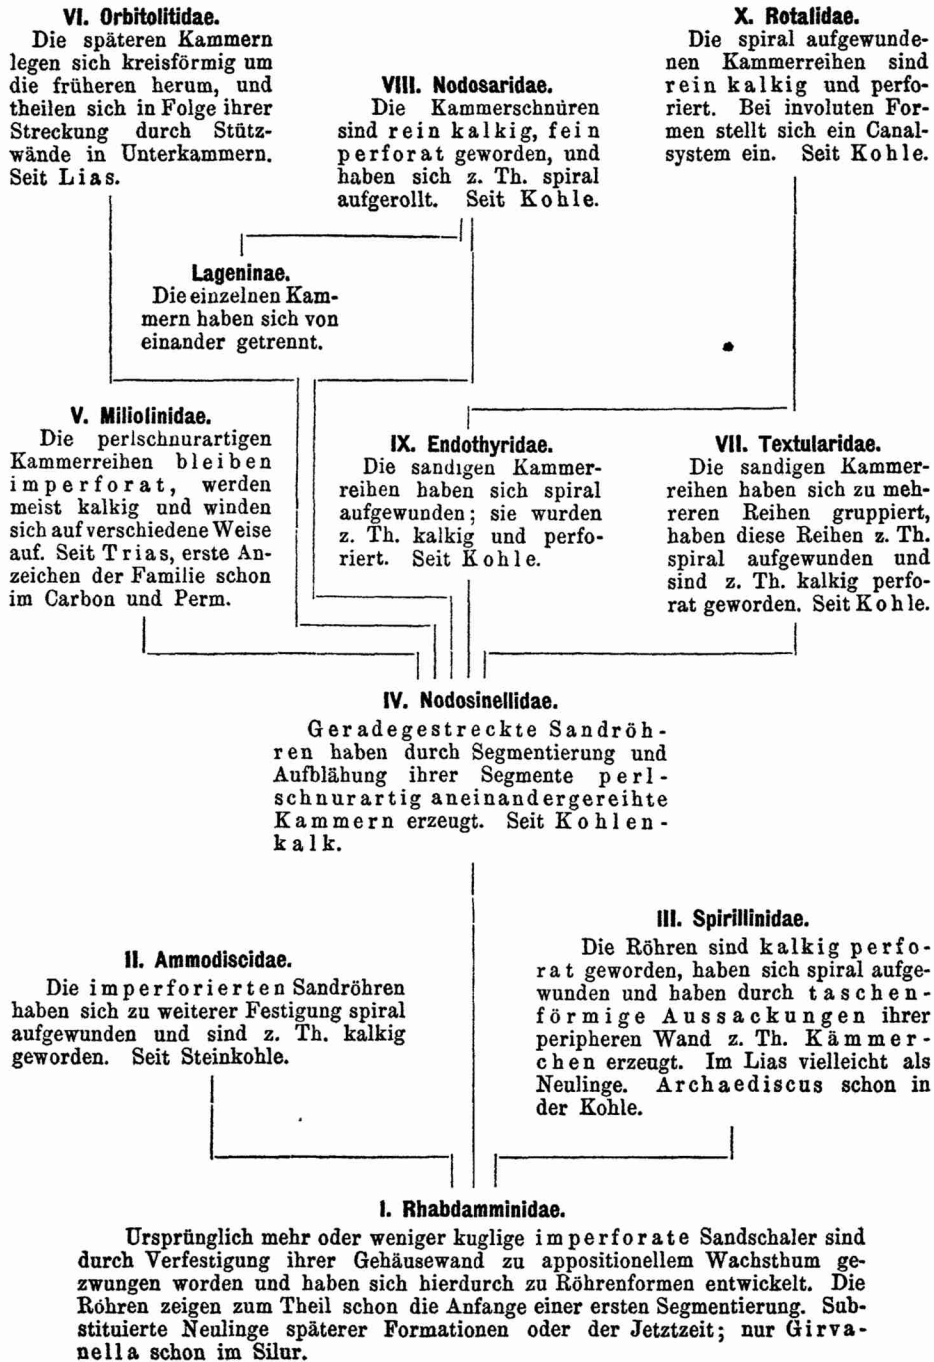 VI. Orbitolitidae.
Die späteren Kammern
legen sich kreisförmig um
die früheren herum, und
theilen sich in Folge ihrer
Streckung durch Stütz-
wände in Unterkammern.
Seit Lias.
VIII. Nodosaridae.
Die Kammerschnüren
sind rein kalkig, fein
perforat geworden, und
haben sich z. Th. spiral
aufgerollt. Seit Kohle.
X. Rotalidae.
Die spiral aufgewunde-
nen Kammerreihen sind
rein kalkig und perfo-
riert. Bei involuten For-
men stellt sich ein Canal-
system ein. Seit Kohle.
Lageninae.
Die einzelnen Kam-
mern haben sich von
einander getrennt.
V. Miliolinidae.
Die perlschnurartigen
Kammerreihen bleiben
imperforat, werden
meist kalkig und winden
sich auf verschiedene Weise
auf. Seit Trias, erste An-
zeichen der Familie schon
im Carbon und Perm.
IX. Endothyridae.
Die sandigen Kammer-
reihen haben sich spiral
aufgewunden; sie wurden
z. Th. kalkig und perfo-
riert. Seit Kohle.
VII. Textularidae.
Die sandigen Kammer-
reihen haben sich zu meh-
reren Reihen gruppiert,
haben diese Reihen z. Th.
spiral aufgewunden und
sind z. Th. kalkig perfo-
rat geworden. Seit Kohle.
IV. Nodosinellidae.
Geradegestreckte Sandröh-
ren haben durch Segmentierung und
Aufblähung ihrer Segmente perl-
schnurartig aneinandergereihte
Kammern erzeugt. Seit Kohlen-
kalk.
II. Ammodiscidae.
Die imperforierten Sandröhren
haben sich zu weiterer Festigung spiral
aufgewunden und sind z. Th. kalkig
geworden. Seit Steinkohle.
III. Spirillinidae.
Die Röhren sind kalkig perfo-
rat geworden, haben sich spiral aufge-
wunden und haben durch taschen-
förmige Aussackungen ihrer
peripheren Wand z. Th. Kämmer-
chen erzeugt. Im Lias vielleicht als
Neulinge. Archaediscus schon in
der Kohle.
I. Rhabdamminidae.
Ursprünglich mehr oder weniger kuglige imperforate Sandschaler sind
durch Verfestigung ihrer Gehäusewand zu appositionellem Wachsthum ge-
zwungen worden und haben sich hierdurch zu Röhrenformen entwickelt. Die
Röhren zeigen zum Theil schon die Anfange einer ersten Segmentierung. Sub-
stituierte Neulinge späterer Formationen oder der Jetztzeit; nur Girva-
nella schon im Silur.